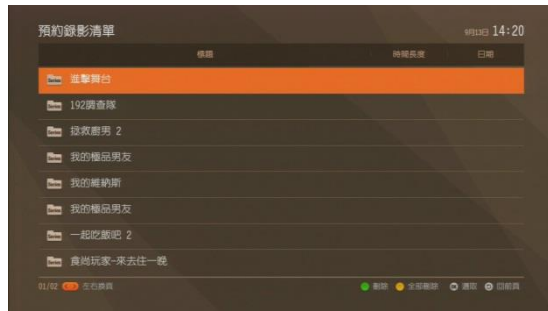 預約錄影清單
9月13日 14:20
標題 時間長度 日期
進擊舞台
192調查隊
拯救廚男 2
我的極品男友
我的維納斯
我的極品男友
一起吃飯吧 2
食尚玩家-來去住一晚
01/02 左右換頁 刪除 全部刪除 選取 回前頁